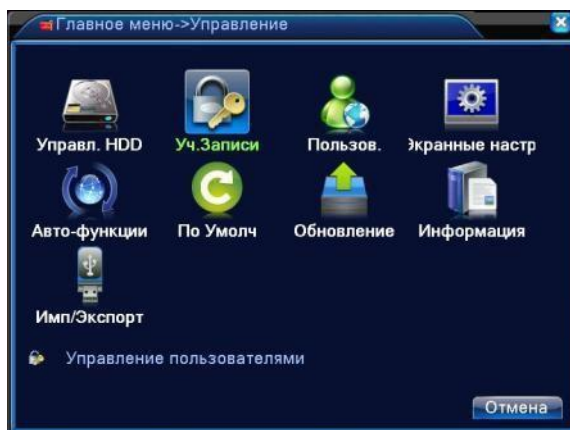 Главное меню->Управление
Управл. HDD Уч.Записи Пользов. Экранные настр
Авто-функции По Умолч Обновление Информация
Имп/Экспорт
Управление пользователями
Отмена